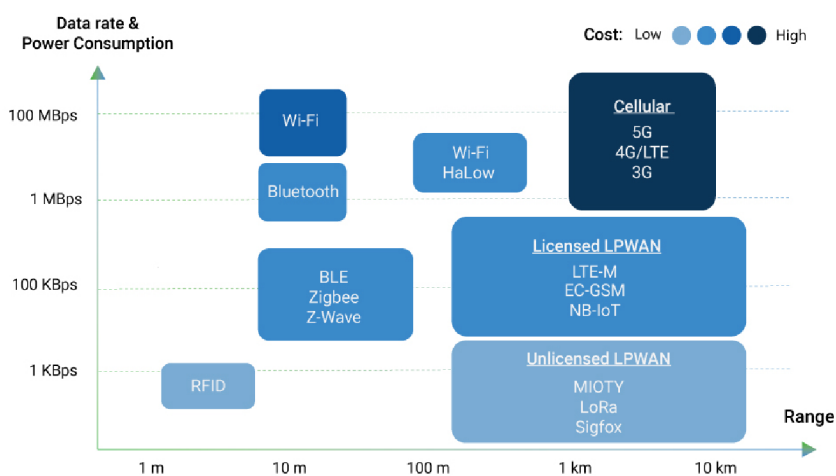 Data rate &
Power Consumption
Cost: Low High
100 MBps
1 MBps
100 KBps
1 KBps
Wi-Fi
Bluetooth
Wi-Fi
HaLow
Cellular
5G
4G/LTE
3G
BLE
Zigbee
Z-Wave
Licensed LPWAN
LTE-M
EC-GSM
NB-IoT
RFID
Unlicensed LPWAN
MIOTY
LoRa
Sigfox
Range
1 m 10 m 100 m 1 km 10 km